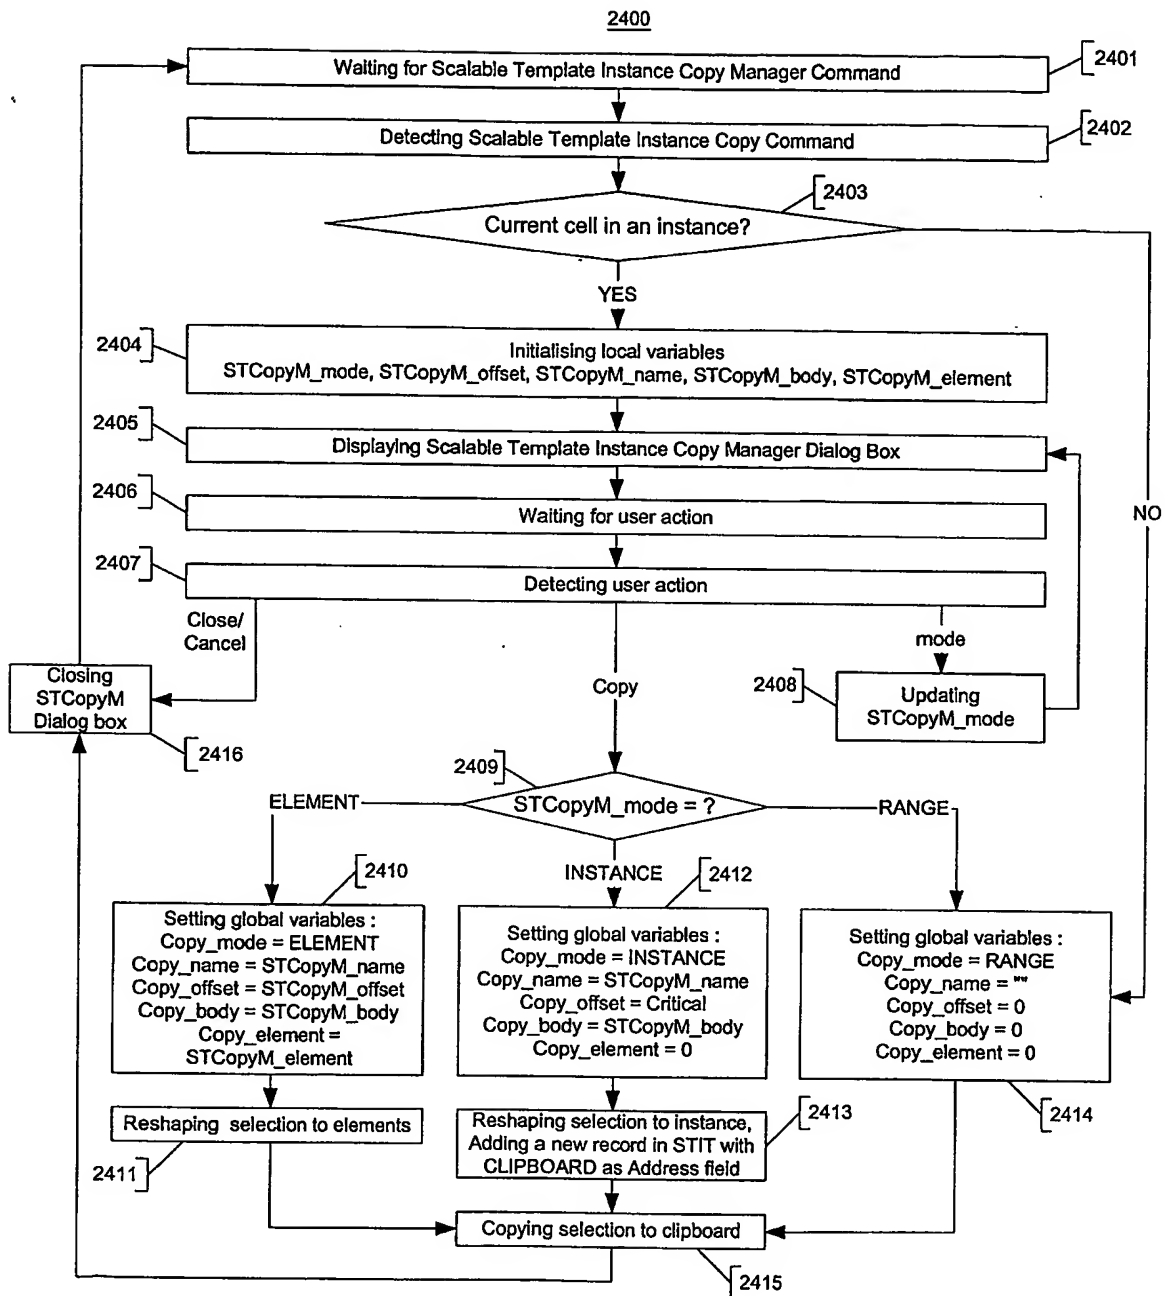 2400
Waiting for Scalable Template Instance Copy Manager Command
2401
Detecting Scalable Template Instance Copy Command
2402
2403
Current cell in an instance?
YES
2404
Initialising local variables
STCopyM_mode, STCopyM_offset, STCopyM_name, STCopyM_body, STCopyM_element
2405
Displaying Scalable Template Instance Copy Manager Dialog Box
2406
Waiting for user action
NO
2407
Detecting user action
Close/
Cancel
mode
Copy
Closing
STCopyM
Dialog box
2408
Updating
STCopyM_mode
2416
2409
ELEMENT
STCopyM_mode = ?
RANGE
2410
INSTANCE
2412
Setting global variables :
Copy_mode = ELEMENT
Copy_name = STCopyM_name
Copy_offset = STCopyM_offset
Copy_body = STCopyM_body
Copy_element =
STCopyM_element
Setting global variables :
Copy_mode = INSTANCE
Copy_name = STCopyM_name
Copy_offset = Critical
Copy_body = STCopyM_body
Copy_element = 0
Setting global variables :
Copy_mode = RANGE
Copy_name = ""
Copy_offset = 0
Copy_body = 0
Copy_element = 0
Reshaping selection to elements
Reshaping selection to instance,
Adding a new record in STIT with
CLIPBOARD as Address field
2413
2414
2411
Copying selection to clipboard
2415